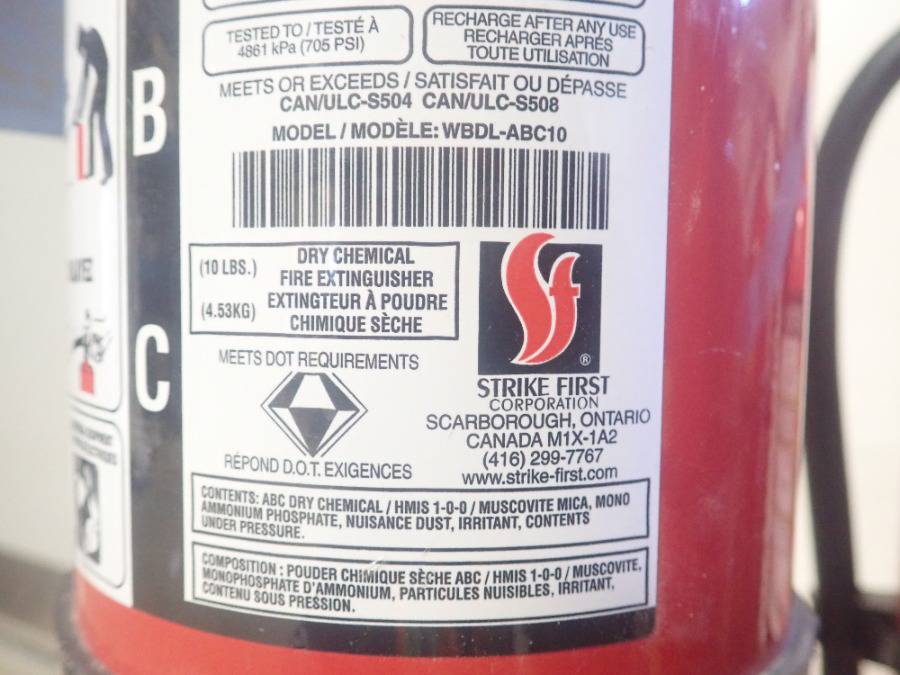 TESTED TO / TESTÉ À
4861 kPa (705 PSI)
RECHARGE AFTER ANY USE
RECHARGER APRÈS
TOUTE UTILISATION
MEETS OR EXCEEDS / SATISFAIT OU DÉPASSE
CAN/ULC-S504 CAN/ULC-S508
MODEL / MODÈLE: WBDL-ABC10
B
(10 LBS.)
(4.53KG)
DRY CHEMICAL
FIRE EXTINGUISHER
EXTINGTEUR À POUDRE
CHIMIQUE SÈCHE
Sf
®
MEETS DOT REQUIREMENTS
RÉPOND D.O.T. EXIGENCES
C
STRIKE FIRST
CORPORATION
SCARBOROUGH, ONTARIO
CANADA M1X-1A2
(416) 299-7767
www.strike-first.com
CONTENTS: ABC DRY CHEMICAL / HMIS 1-0-0 / MUSCOVITE MICA, MONO
AMMONIUM PHOSPHATE, NUISANCE DUST, IRRITANT, CONTENTS
UNDER PRESSURE.
COMPOSITION : POUDER CHIMIQUE SÈCHE ABC / HMIS 1-0-0 / MUSCOVITE,
MONOPHOSPHATE D'AMMONIUM, PARTICULES NUISIBLES, IRRITANT,
CONTENU SOUS PRESSION.